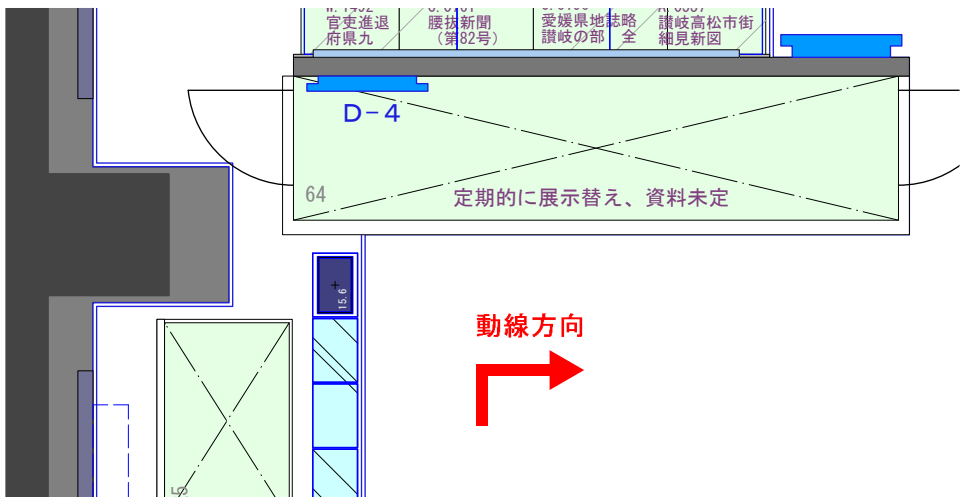 官吏進退
府県九
腰抜新聞
（第82号）
愛媛県地誌略
讃岐の部 全
讃岐高松市街
細見新図
D-4
64
定期的に展示替え、資料未定
15.6
動線方向